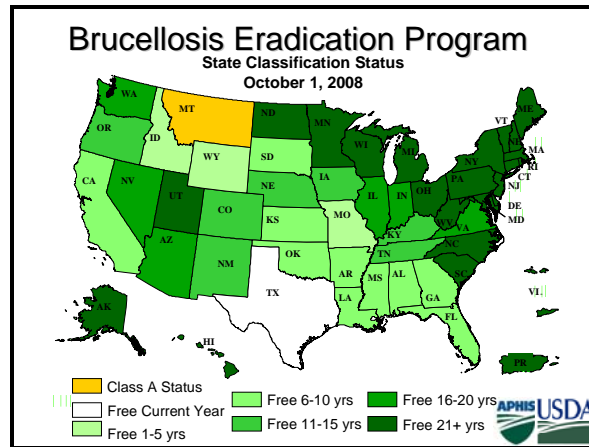 Brucellosis Eradication Program
State Classification Status
October 1, 2008
WA
MT
ND
MN
VT
ME
OR
ID
WI
MI
NY
MA
RI
CT
WY
SD
IA
PA
NJ
CA
NV
UT
NE
IL
IN
OH
DE
MD
CO
KS
MO
WV
VA
KY
AZ
NM
OK
AR
TN
NC
TX
MS
AL
GA
SC
LA
FL
VI.
AK
HI
PR
Class A Status
Free Current Year
Free 1-5 yrs
Free 6-10 yrs
Free 11-15 yrs
Free 16-20 yrs
Free 21+ yrs
APHIS USDA